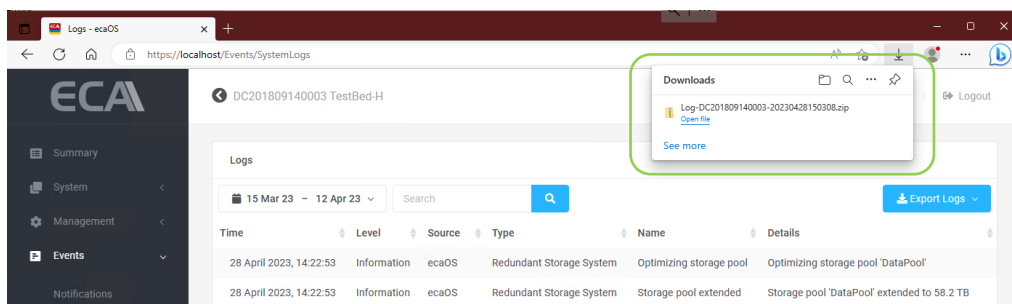 Logs - ecaOS
https://localhost/Events/SystemLogs
ECA
DC201809140003 TestBed-H
Logout
Downloads
Log-DC201809140003-20230428150308.zip
Open file
See more
Summary
System
Management
Events
Notifications
Logs
15 Mar 23 – 12 Apr 23
Search
Export Logs
Time Level Source Type Name Details
28 April 2023, 14:22:53 Information ecaOS Redundant Storage System Optimizing storage pool Optimizing storage pool 'DataPool'
28 April 2023, 14:22:53 Information ecaOS Redundant Storage System Storage pool extended Storage pool 'DataPool' extended to 58.2 TB